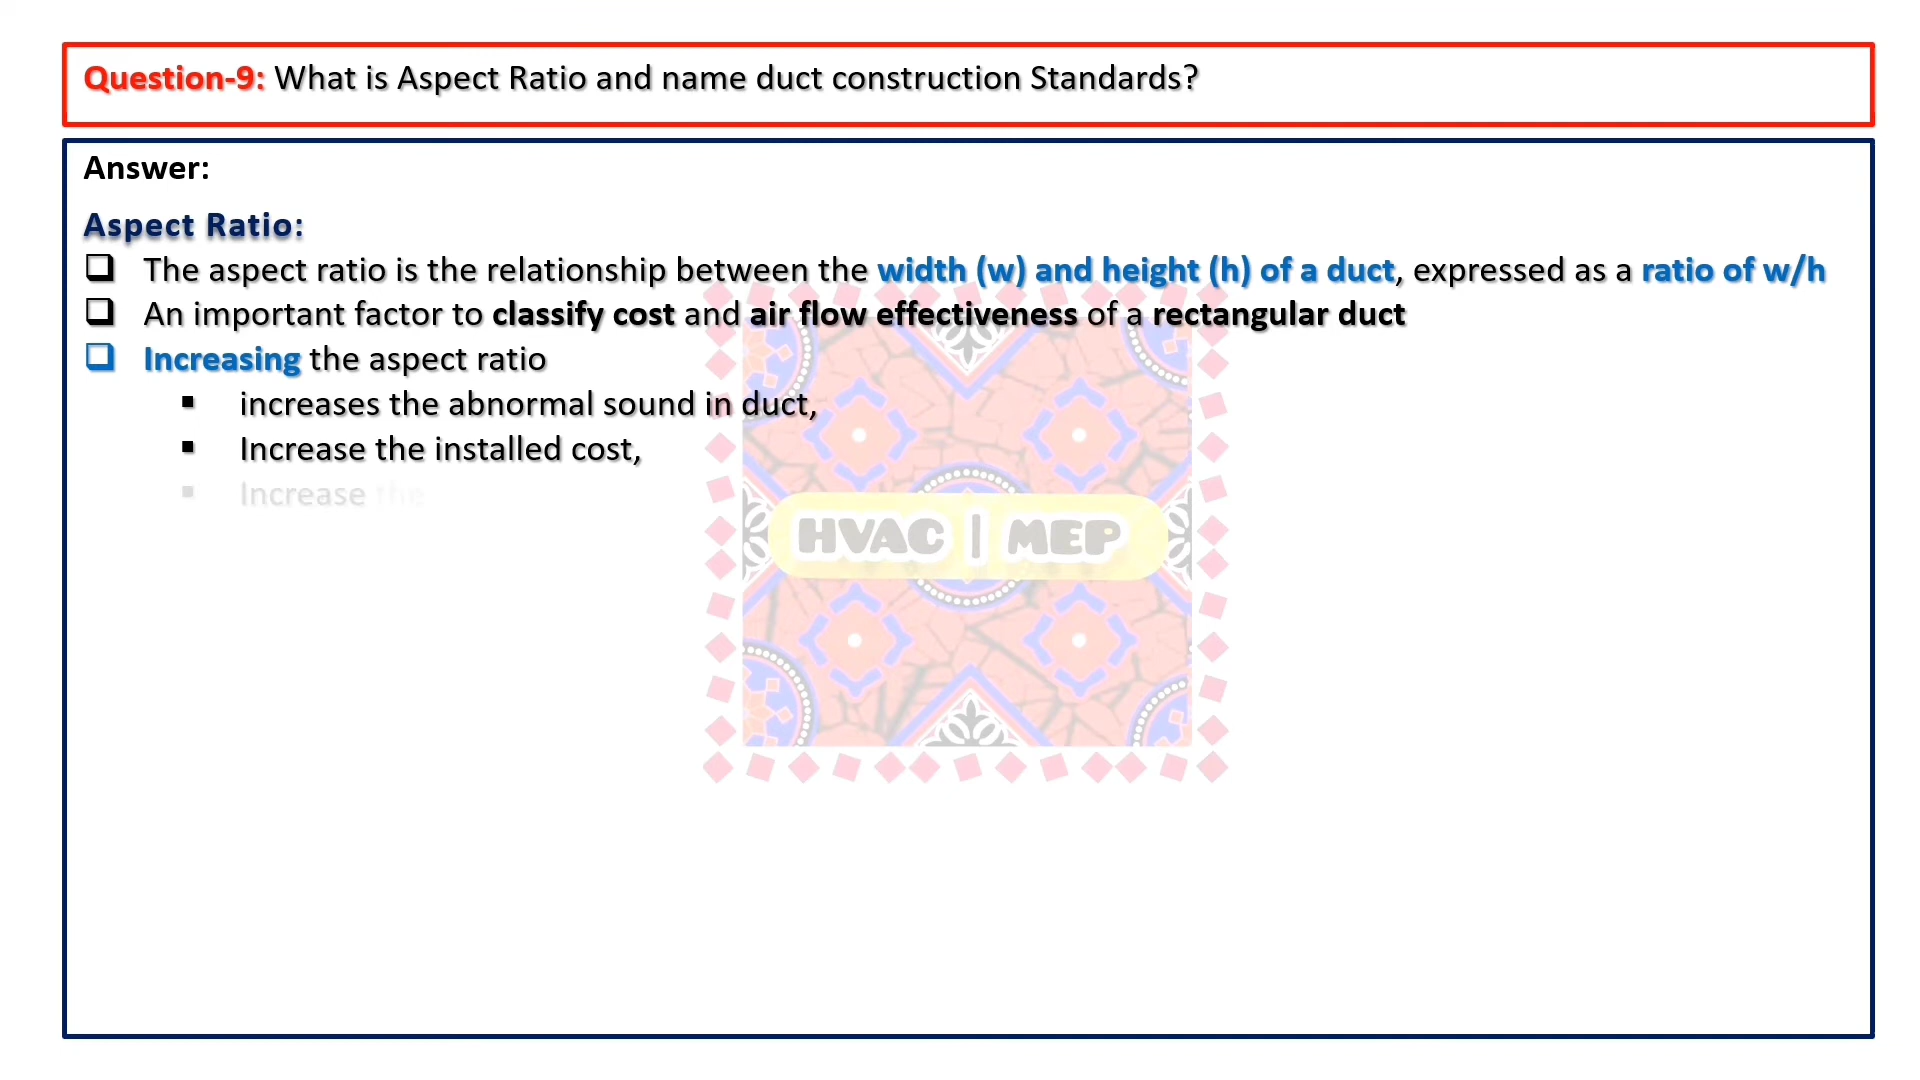 Question-9: What is Aspect Ratio and name duct construction Standards?
Answer:
Aspect Ratio:
The aspect ratio is the relationship between the width (w) and height (h) of a duct, expressed as a ratio of w/h
An important factor to classify cost and air flow effectiveness of a rectangular duct
Increasing the aspect ratio
increases the abnormal sound in duct,
Increase the installed cost,
Increase the
HVAC | MEP